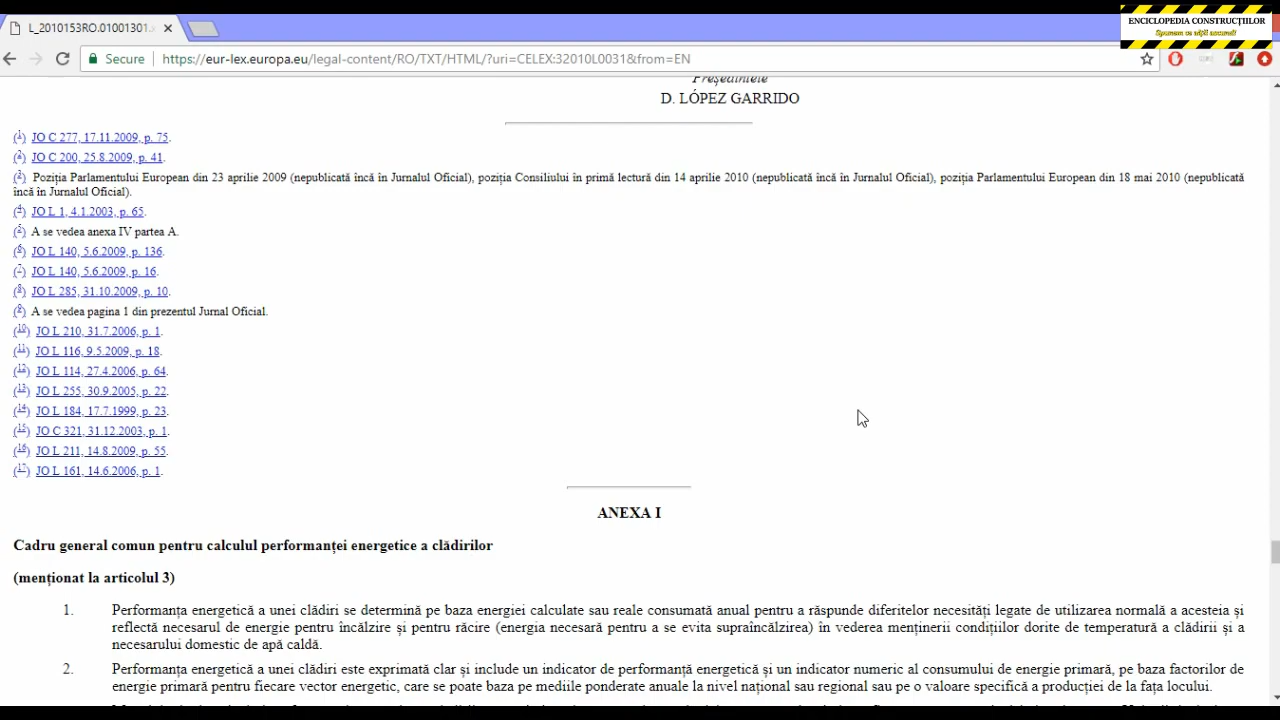 L_2010153RO.01001301.
ENCICLOPEDIA CONSTRUCȚIILOR
Secure
https://eur-lex.europa.eu/legal-content/RO/TXT/HTML/?uri=CELEX:32010L0031&from=EN
Președintele
D. LÓPEZ GARRIDO
(1) JO C 277, 17.11.2009, p. 75.
(2) JO C 200, 25.8.2009, p. 41.
(3) Poziția Parlamentului European din 23 aprilie 2009 (nepublicată încă în Jurnalul Oficial), poziția Consiliului în primă lectură din 14 aprilie 2010 (nepublicată încă în Jurnalul Oficial), poziția Parlamentului European din 18 mai 2010 (nepublicată
încă în Jurnalul Oficial).
(4) JO L 1, 4.1.2003, p. 65.
(5) A se vedea anexa IV partea A.
(6) JO L 140, 5.6.2009, p. 136.
(7) JO L 140, 5.6.2009, p. 16.
(8) JO L 285, 31.10.2009, p. 10.
(9) A se vedea pagina 1 din prezentul Jurnal Oficial.
(10) JO L 210, 31.7.2006, p. 1.
(11) JO L 116, 9.5.2009, p. 18.
(12) JO L 114, 27.4.2006, p. 64.
(13) JO L 255, 30.9.2005, p. 22.
(14) JO L 184, 17.7.1999, p. 23.
(15) JO C 321, 31.12.2003, p. 1.
(16) JO L 211, 14.8.2009, p. 55.
(17) JO L 161, 14.6.2006, p. 1.
ANEXA I
Cadru general comun pentru calculul performanței energetice a clădirilor
(menționat la articolul 3)
1. Performanța energetică a unei clădiri se determină pe baza energiei calculate sau reale consumată anual pentru a răspunde diferitelor necesități legate de utilizarea normală a acesteia și
reflectă necesarul de energie pentru încălzire și pentru răcire (energia necesară pentru a se evita supraîncălzirea) în vederea menținerii condițiilor dorite de temperatură a clădirii și a
necesarului domestic de apă caldă.
2. Performanța energetică a unei clădiri este exprimată clar și include un indicator de performanță energetică și un indicator numeric al consumului de energie primară, pe baza factorilor de
energie primară pentru fiecare vector energetic, care se poate baza pe mediile ponderate anuale la nivel național sau regional sau pe o valoare specifică a producției de la fața locului.